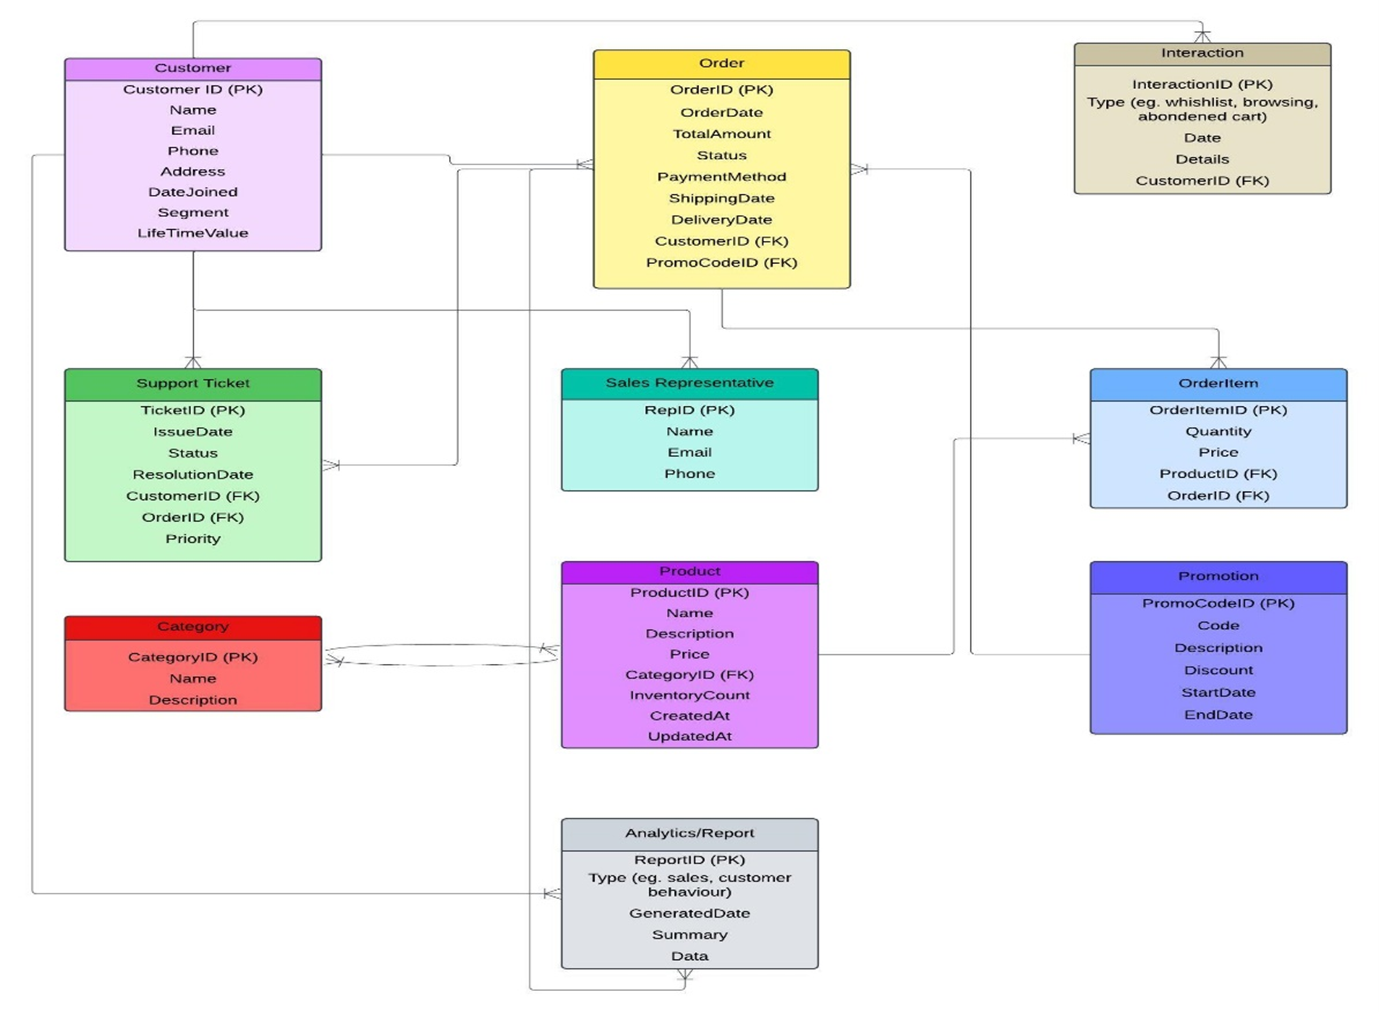 Customer
Customer ID (PK)
Name
Email
Phone
Address
DateJoined
Segment
LifeTimeValue
Order
OrderID (PK)
OrderDate
TotalAmount
Status
PaymentMethod
ShippingDate
DeliveryDate
CustomerID (FK)
PromoCodeID (FK)
Interaction
InteractionID (PK)
Type (eg. whishlist, browsing,
abondened cart)
Date
Details
CustomerID (FK)
Support Ticket
TicketID (PK)
IssueDate
Status
ResolutionDate
CustomerID (FK)
OrderID (FK)
Priority
Sales Representative
RepID (PK)
Name
Email
Phone
OrderItem
OrderItemID (PK)
Quantity
Price
ProductID (FK)
OrderID (FK)
Category
CategoryID (PK)
Name
Description
Product
ProductID (PK)
Name
Description
Price
CategoryID (FK)
InventoryCount
CreatedAt
UpdatedAt
Promotion
PromoCodeID (PK)
Code
Description
Discount
StartDate
EndDate
Analytics/Report
ReportID (PK)
Type (eg. sales, customer
behaviour)
GeneratedDate
Summary
Data